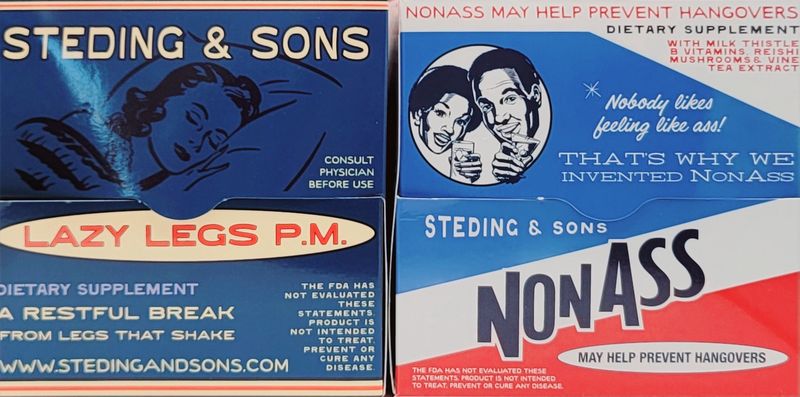 STEDING & SONS
CONSULT
PHYSICIAN
BEFORE USE
LAZY LEGS P.M.
DIETARY SUPPLEMENT
A RESTFUL BREAK
FROM LEGS THAT SHAKE
WWW.STEDINGANDSONS.COM
THE FDA HAS
NOT EVALUATED
THESE
STATEMENTS.
PRODUCT IS
NOT INTENDED
TO TREAT,
PREVENT OR
CURE ANY
DISEASE.
NONASS MAY HELP PREVENT HANGOVERS
DIETARY SUPPLEMENT
WITH MILK THISTLE
B VITAMINS, REISHI
MUSHROOMS & VINE
TEA EXTRACT
Nobody likes
feeling like ass!
THAT'S WHY WE
INVENTED NONASS
STEDING & SONS
NONASS
MAY HELP PREVENT HANGOVERS
THE FDA HAS NOT EVALUATED THESE
STATEMENTS. PRODUCT IS NOT INTENDED
TO TREAT, PREVENT OR CURE ANY DISEASE.